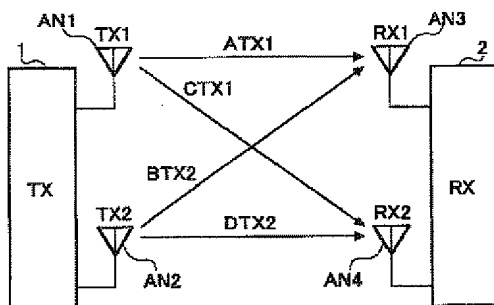 AN1
TX1
ATX1
RX1
AN3
1
2
CTX1
TX
RX
BTX2
TX2
DTX2
RX2
AN2
AN4